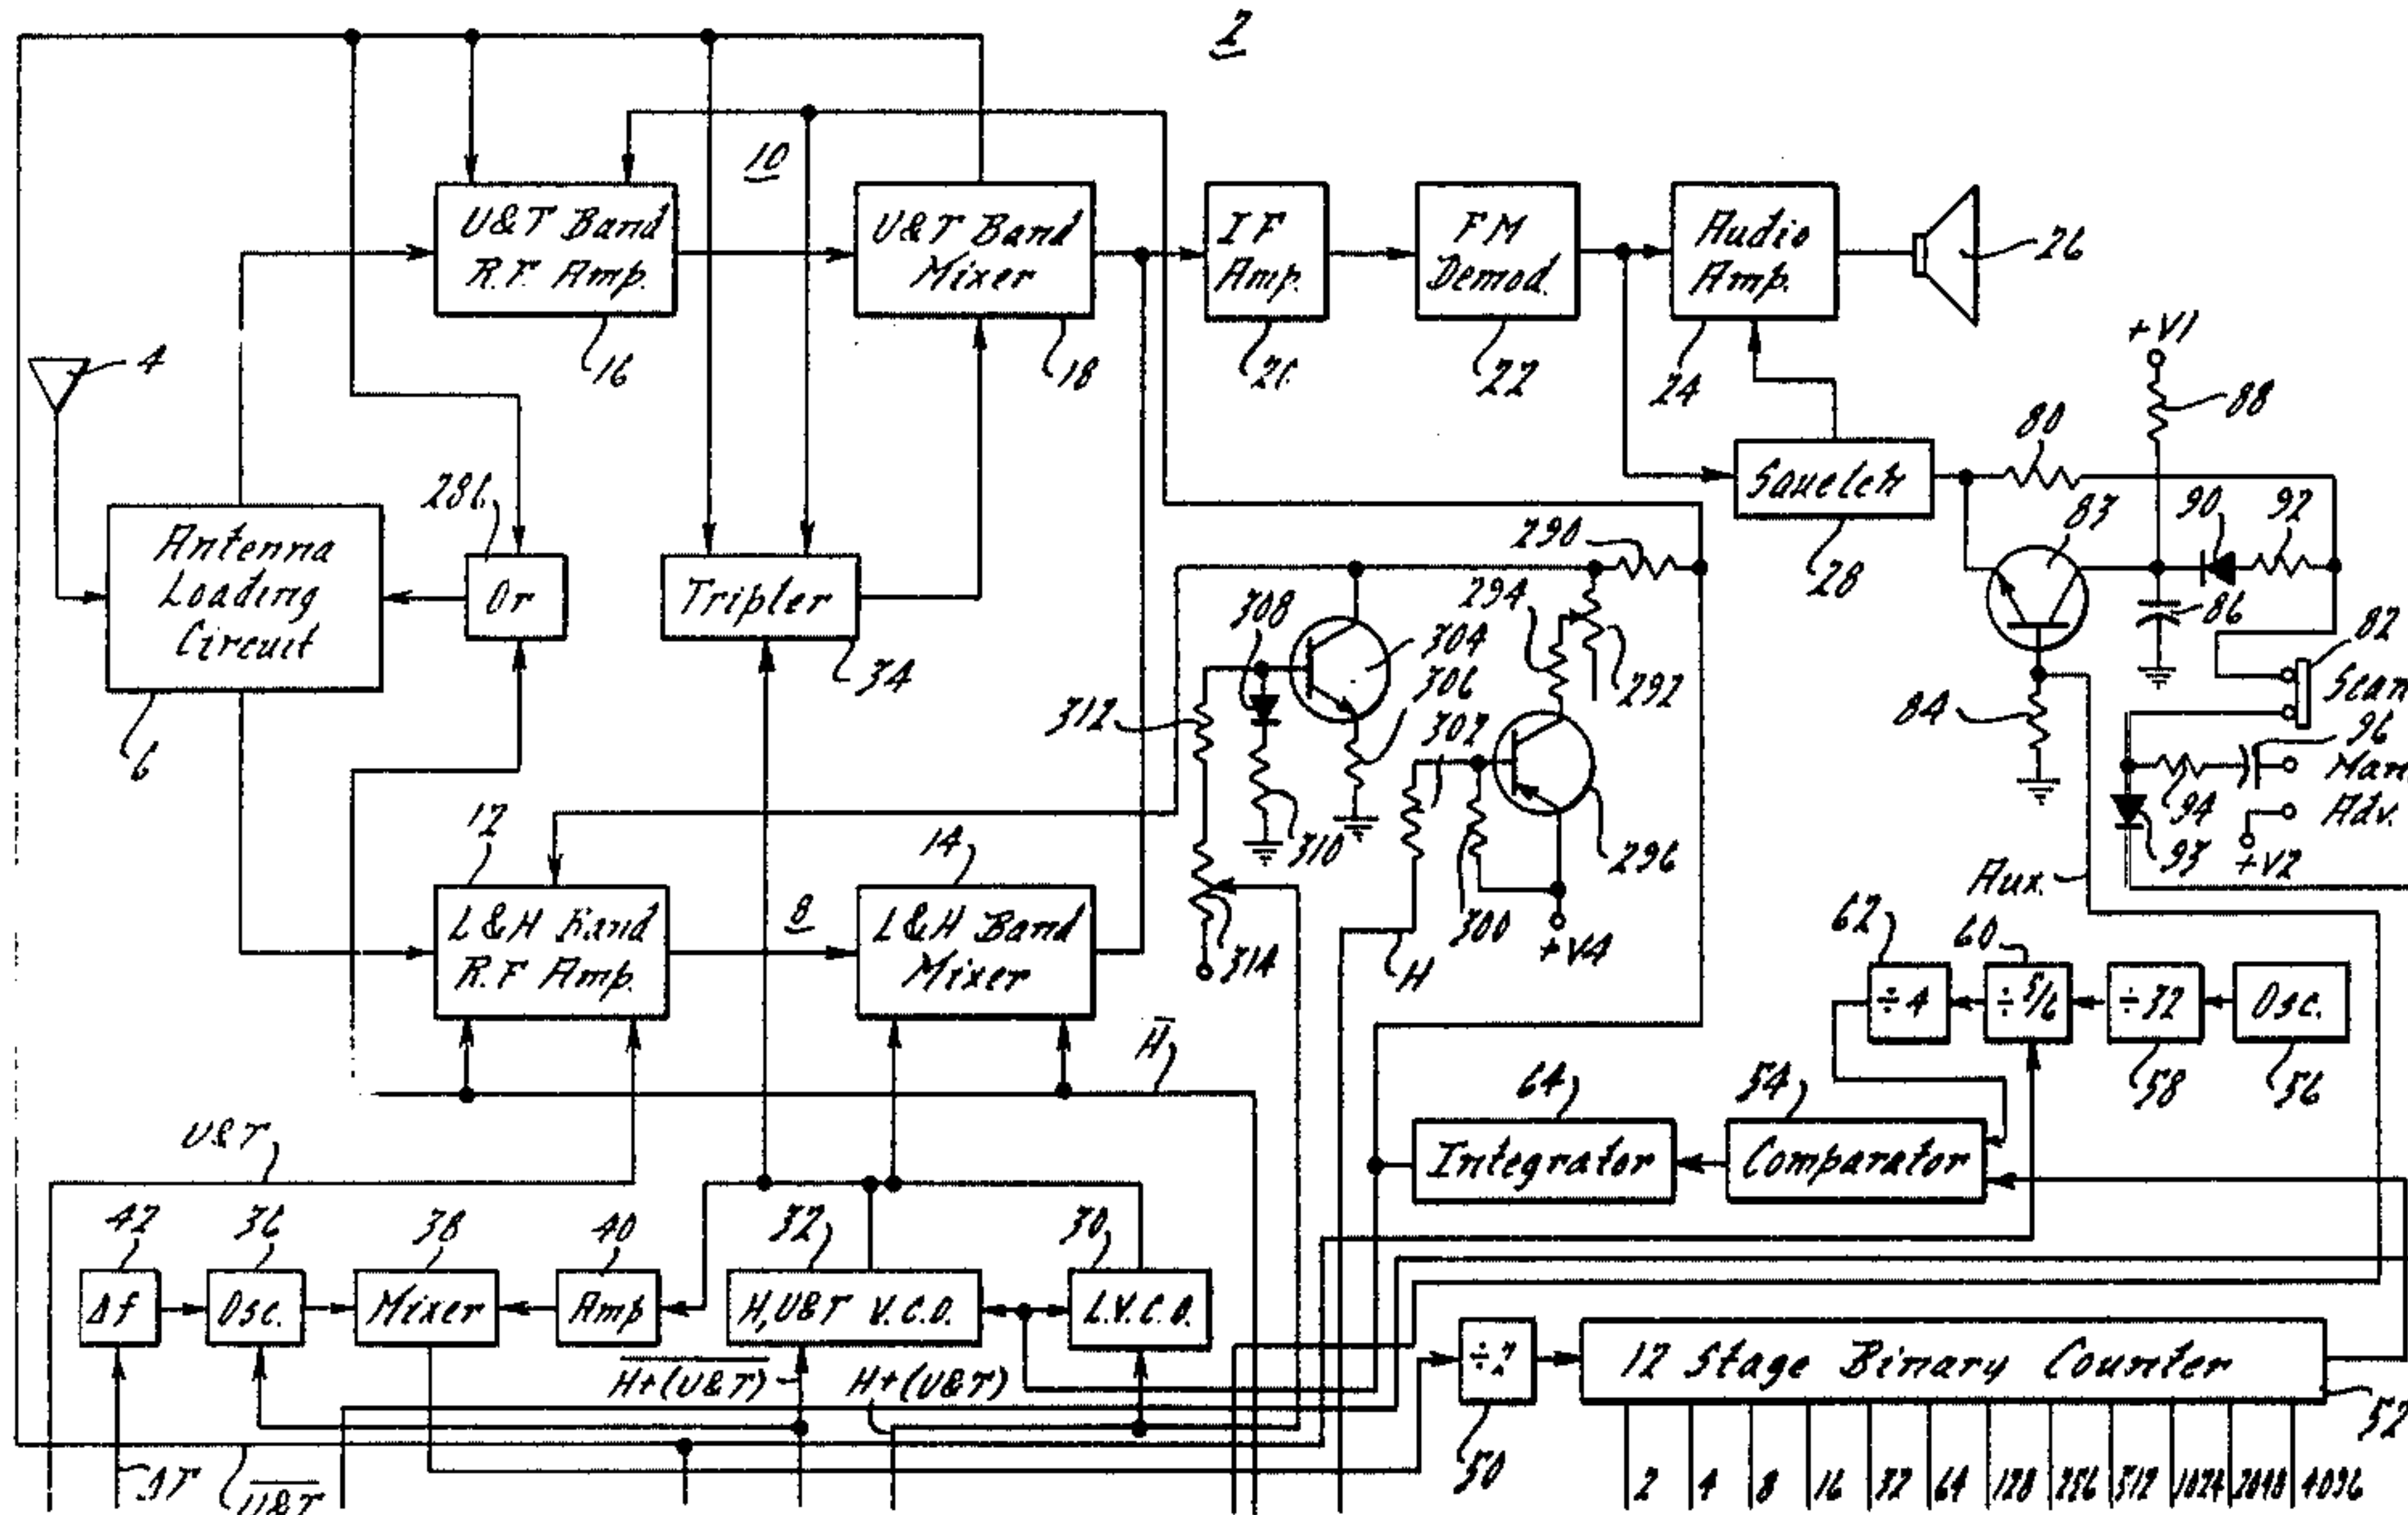 2
10
U&T Band
R.F. Amp.
16
U&T Band
Mixer
18
IF
Amp.
20
FM
Demod.
22
Audio
Amp.
24
26
4
+V1
88
80
Squelch
28
83
90
92
86
82
Scan
84
96
Man
94
Adv.
93
+V2
Aux.
286
Antenna
Loading
Circuit
6
Or
Tripler
34
290
294
292
308
304
306
312
302
310
296
300
314
H
+V4
12
L&H Band
R.F Amp.
8
14
L&H Band
Mixer
H
62
÷4
60
÷5/6
÷32
58
Osc.
56
64
Integrator
54
Comparator
U&T
42
Δf
36
Osc.
38
Mixer
40
Amp
32
H,U&T V.C.O.
30
L.V.C.O.
H+(U&T)
H+(U&T)
÷2
50
12 Stage Binary Counter
52
ΔT
U&T
2 4 8 16 32 64 128 256 512 1024 2048 4096